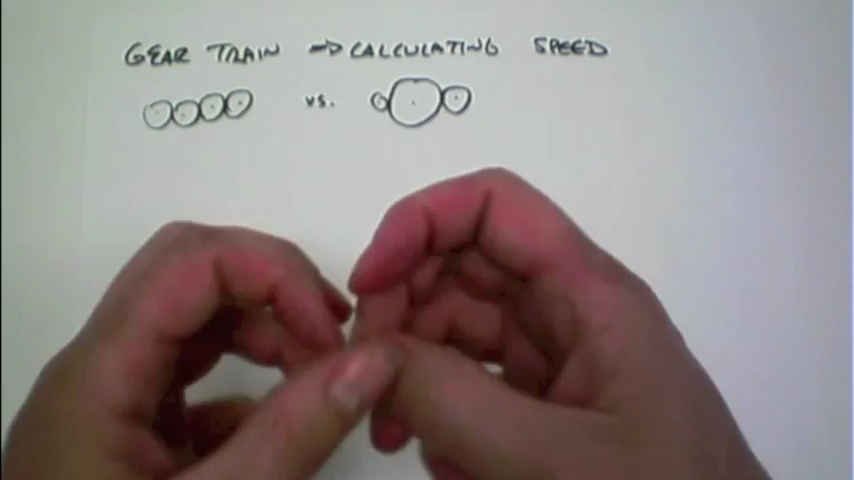 GEAR TRAIN ⇒ CALCULATING SPEED
vs.